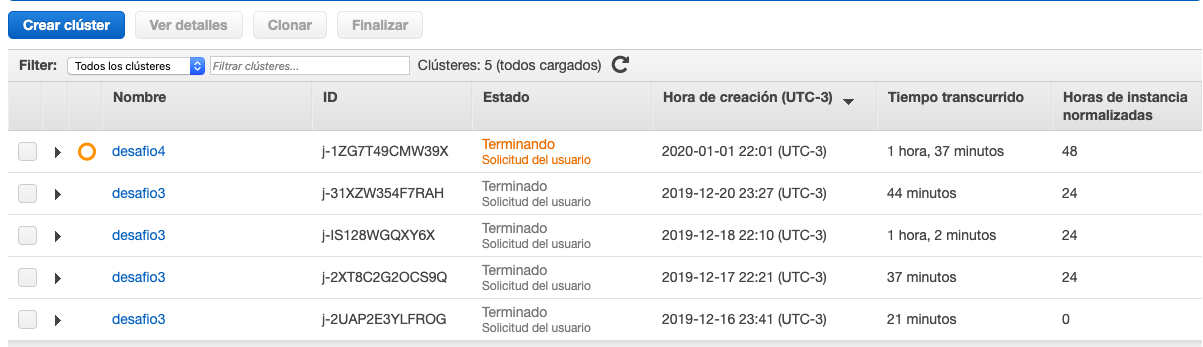 Crear clúster Ver detalles Clonar Finalizar
Filter: Todos los clústeres Filtrar clústeres... Clústeres: 5 (todos cargados)
Nombre ID Estado Hora de creación (UTC-3) Tiempo transcurrido Horas de instancia
normalizadas
desafio4 j-1ZG7T49CMW39X Terminando 2020-01-01 22:01 (UTC-3) 1 hora, 37 minutos 48
Solicitud del usuario
desafio3 j-31XZW354F7RAH Terminado 2019-12-20 23:27 (UTC-3) 44 minutos 24
Solicitud del usuario
desafio3 j-IS128WGQXY6X Terminado 2019-12-18 22:10 (UTC-3) 1 hora, 2 minutos 24
Solicitud del usuario
desafio3 j-2XT8C2G2OCS9Q Terminado 2019-12-17 22:21 (UTC-3) 37 minutos 24
Solicitud del usuario
desafio3 j-2UAP2E3YLFROG Terminado 2019-12-16 23:41 (UTC-3) 21 minutos 0
Solicitud del usuario